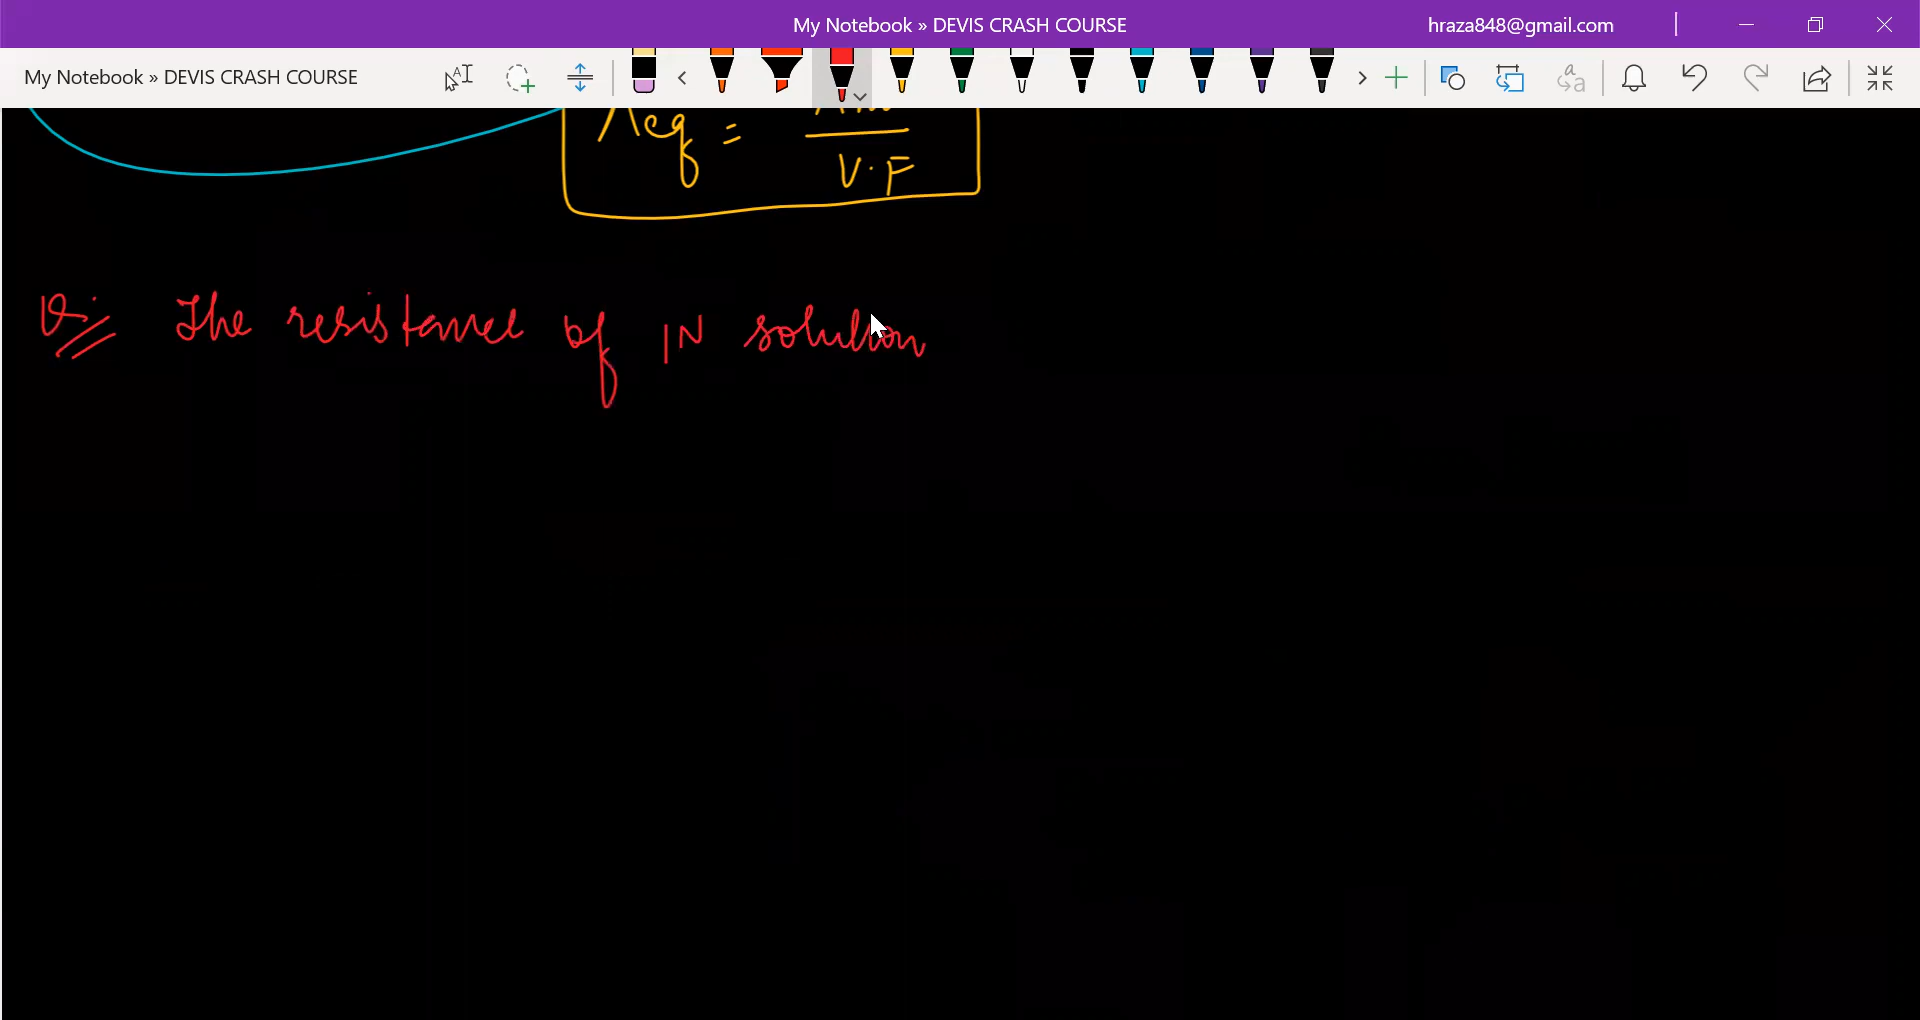 My Notebook » DEVIS CRASH COURSE
hraza848@gmail.com
My Notebook » DEVIS CRASH COURSE
Λeq = Λm / V.F
Q:- The resistance of 1N solution